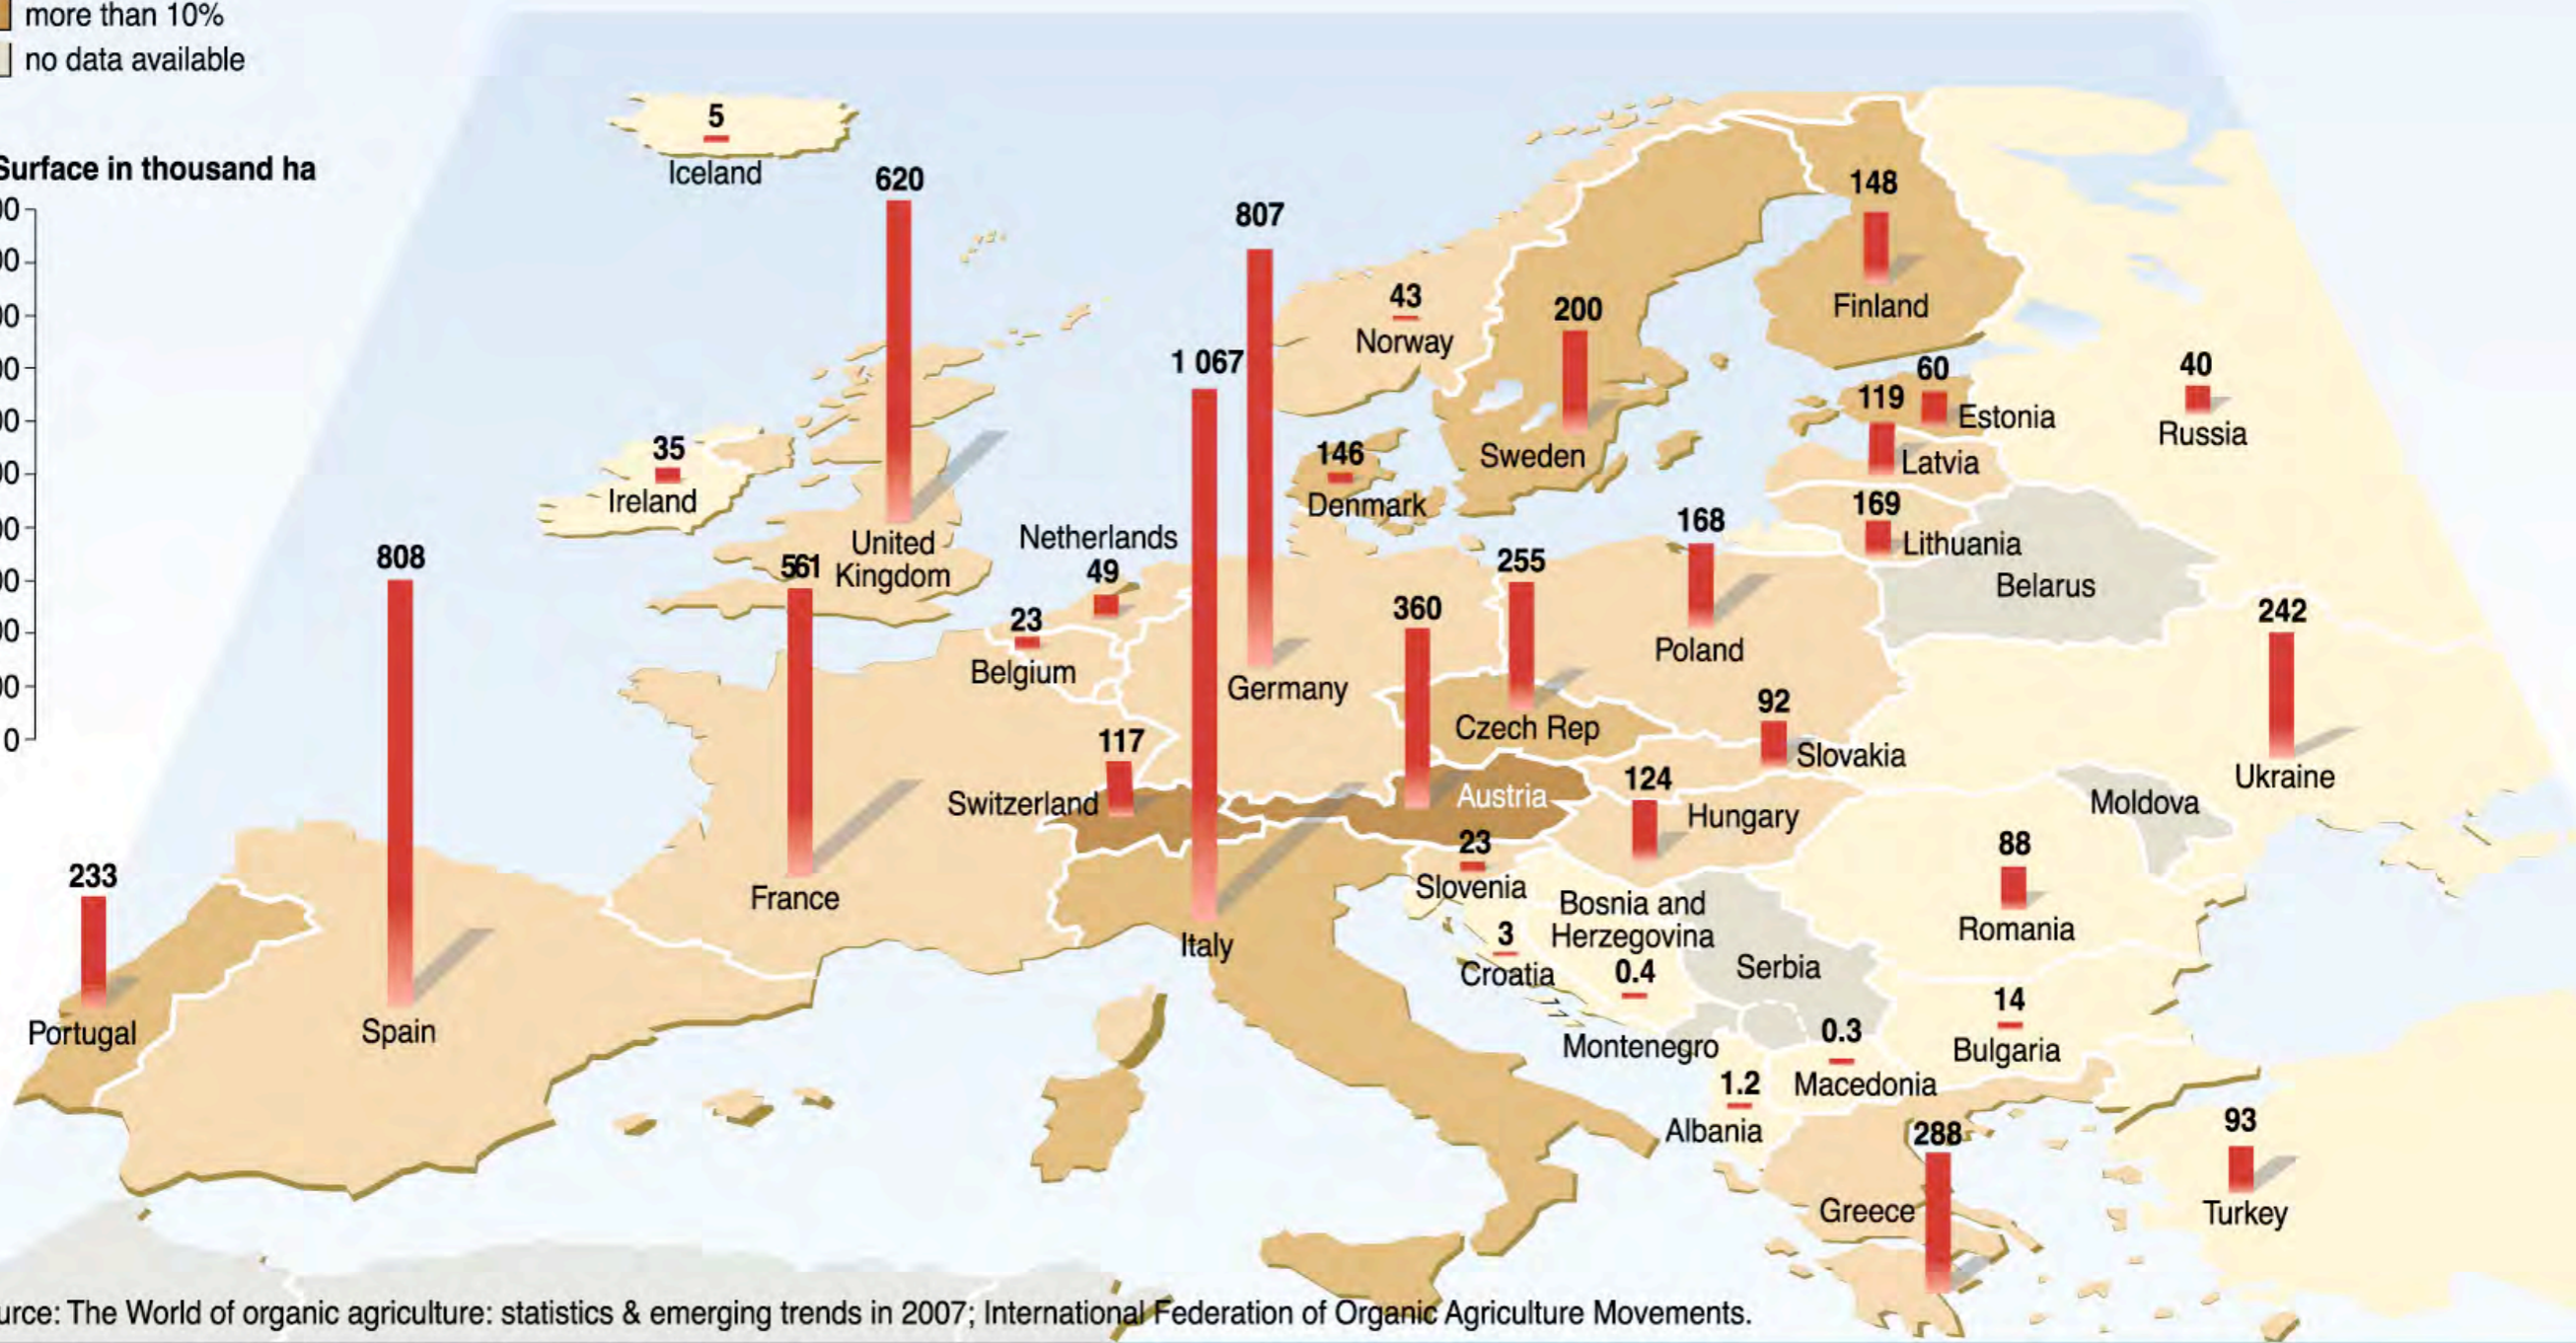 more than 10%
no data available
Surface in thousand ha
0
5
Iceland
620
United
Kingdom
35
Ireland
807
Germany
1 067
Italy
43
Norway
200
Sweden
148
Finland
60
Estonia
119
Latvia
169
Lithuania
40
Russia
146
Denmark
Netherlands
49
23
Belgium
808
Spain
561
France
233
Portugal
117
Switzerland
360
Austria
255
Czech Rep
168
Poland
Belarus
92
Slovakia
124
Hungary
242
Ukraine
Moldova
88
Romania
23
Slovenia
3
Croatia
Bosnia and
Herzegovina
0.4
Serbia
Montenegro
0.3
Macedonia
14
Bulgaria
1.2
Albania
288
Greece
93
Turkey
urce: The World of organic agriculture: statistics & emerging trends in 2007; International Federation of Organic Agriculture Movements.